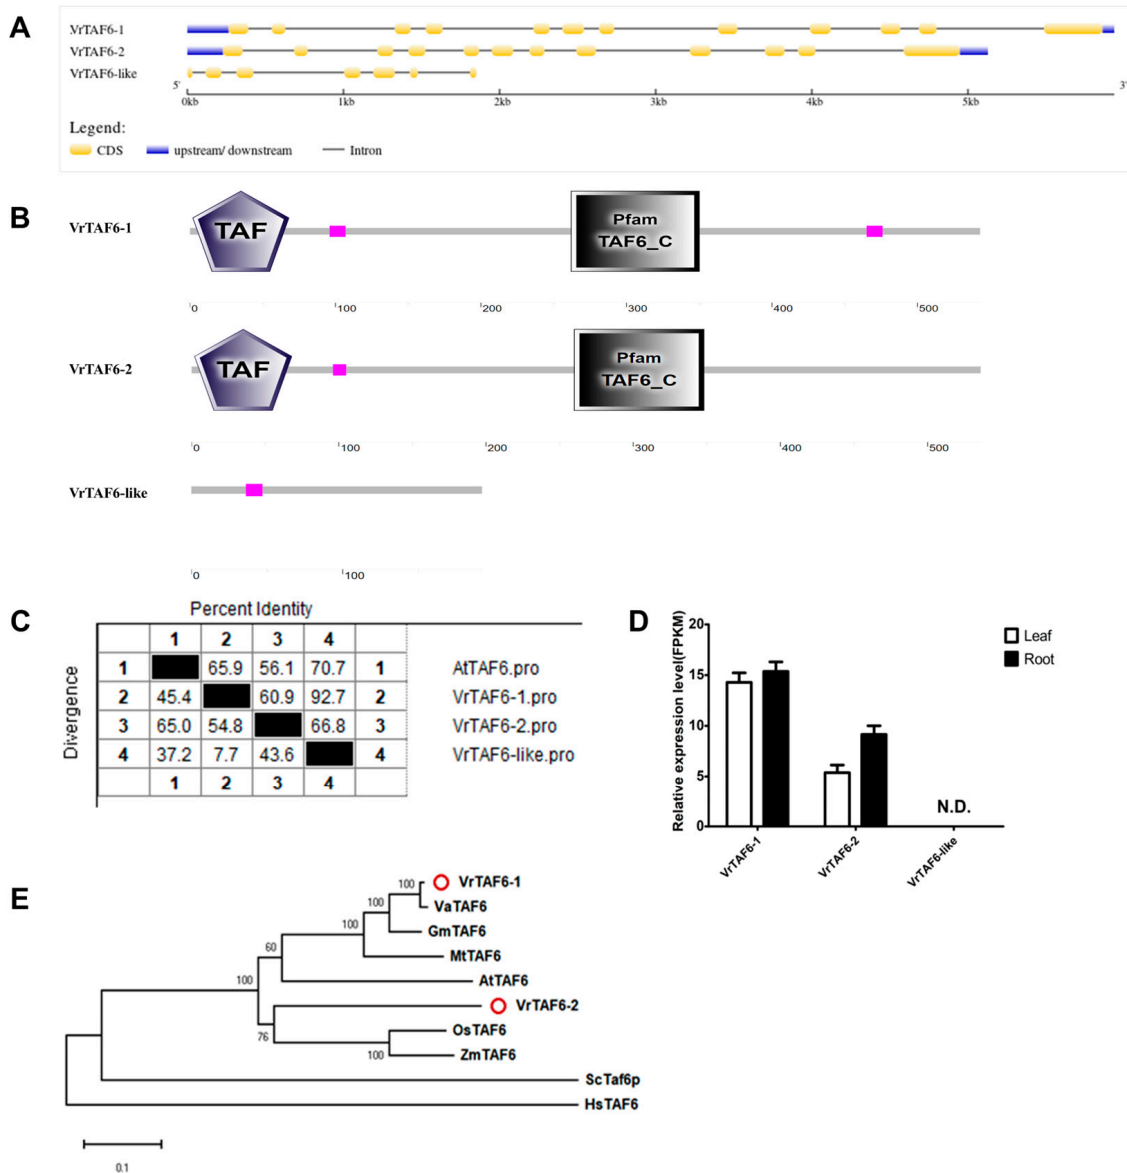 A
VrTAF6-1
VrTAF6-2
VrTAF6-like
5' 3'
0kb 1kb 2kb 3kb 4kb 5kb
Legend:
CDS upstream/ downstream Intron
B
VrTAF6-1 TAF Pfam TAF6_C
0 100 200 300 400 500
VrTAF6-2 TAF Pfam TAF6_C
0 100 200 300 400 500
VrTAF6-like
0 100
C
Percent Identity
Divergence
1 2 3 4
1 65.9 56.1 70.7 1 AtTAF6.pro
2 45.4 60.9 92.7 2 VrTAF6-1.pro
3 65.0 54.8 66.8 3 VrTAF6-2.pro
4 37.2 7.7 43.6 4 VrTAF6-like.pro
1 2 3 4
D
Relative expression level(FPKM)
20
15
10
5
0
Leaf
Root
N.D.
VrTAF6-1 VrTAF6-2 VrTAF6-like
E
100 VrTAF6-1
VaTAF6
100
GmTAF6
100
MtTAF6
60
AtTAF6
100
VrTAF6-2
76
OsTAF6
100
ZmTAF6
ScTaf6p
HsTAF6
0.1